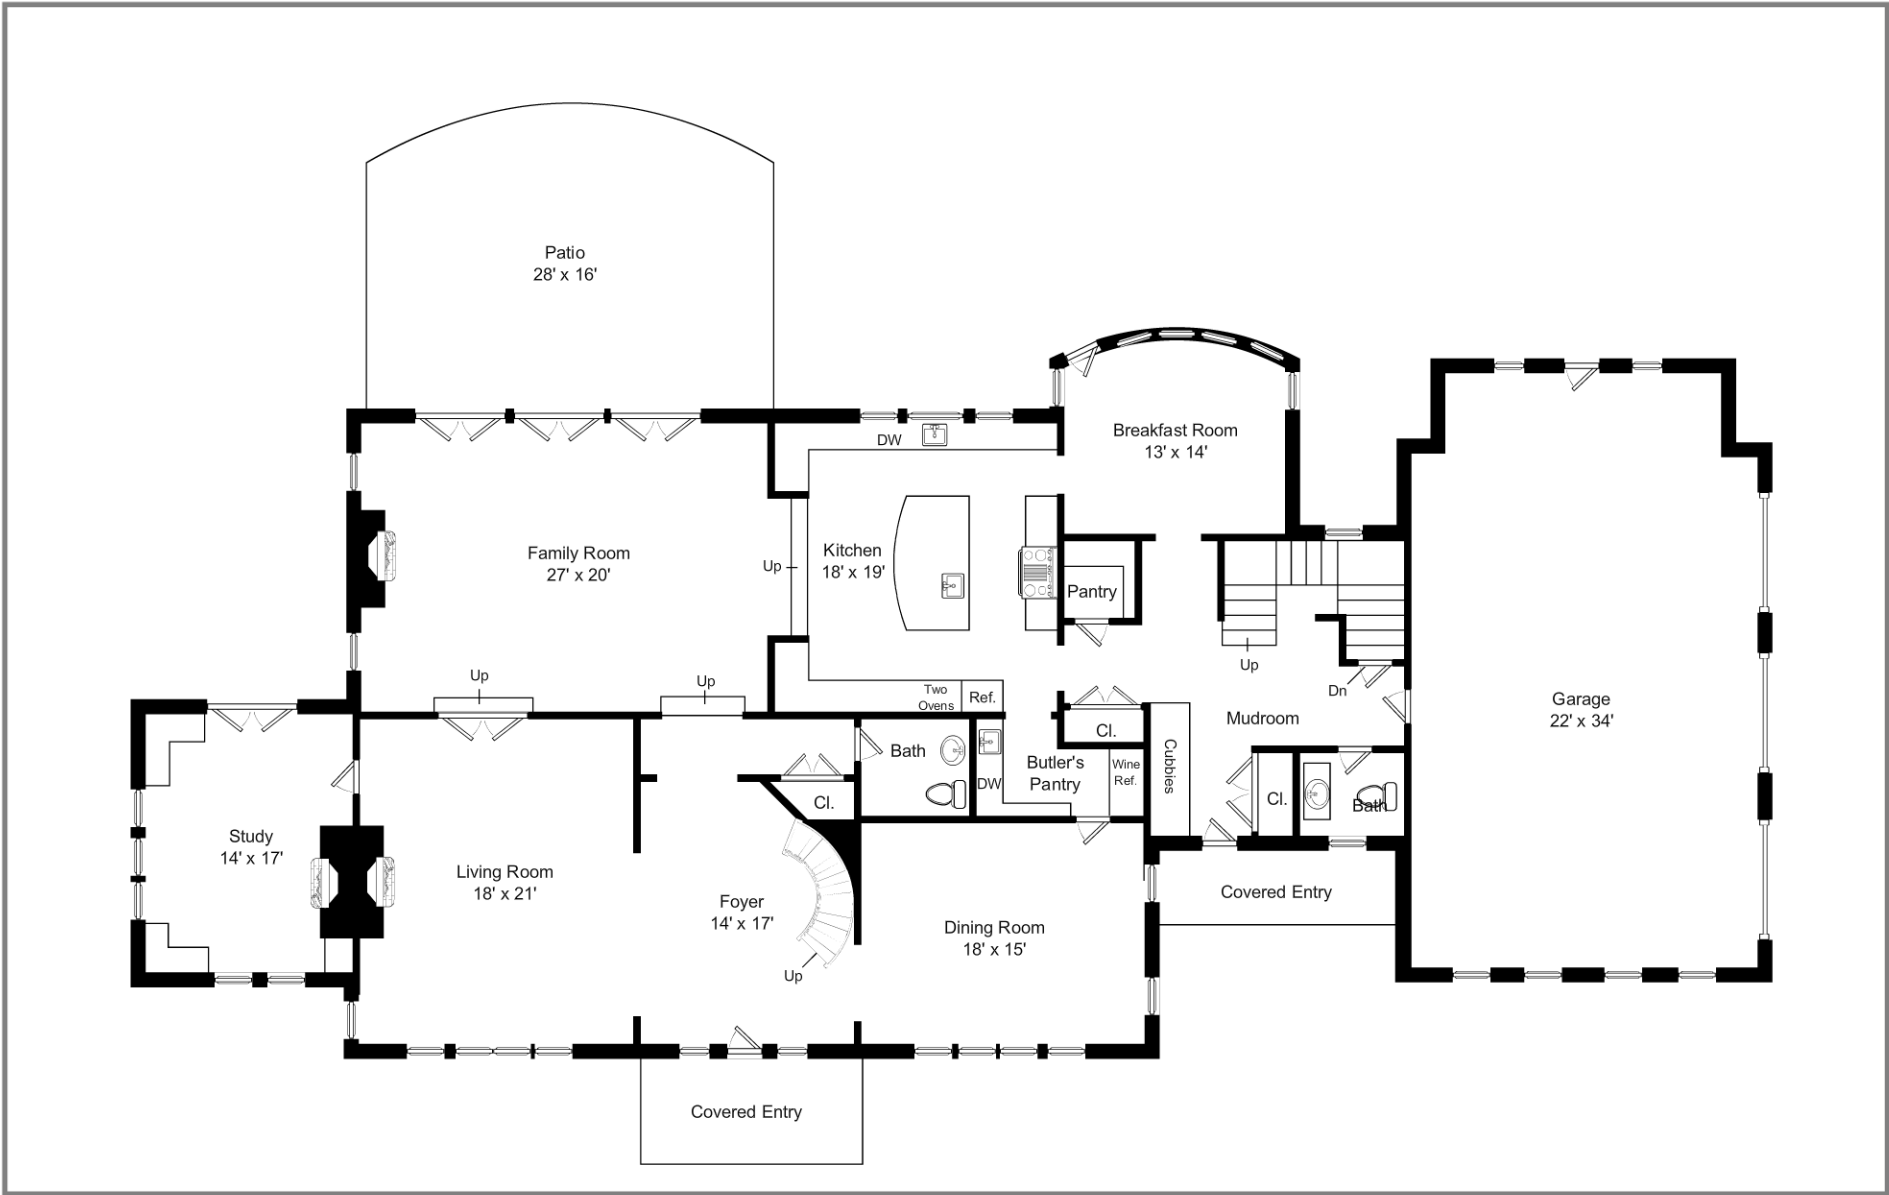 Patio
28' x 16'
Breakfast Room
13' x 14'
DW
Family Room
27' x 20'
Up
Kitchen
18' x 19'
Pantry
Up
Up
Up
Dn
Two
Ovens
Ref.
Garage
22' x 34'
Mudroom
Cl.
Bath
Butler's
Pantry
Wine
Ref.
Cubbies
DW
Cl.
Cl.
Bath
Study
14' x 17'
Living Room
18' x 21'
Foyer
14' x 17'
Up
Dining Room
18' x 15'
Covered Entry
Covered Entry